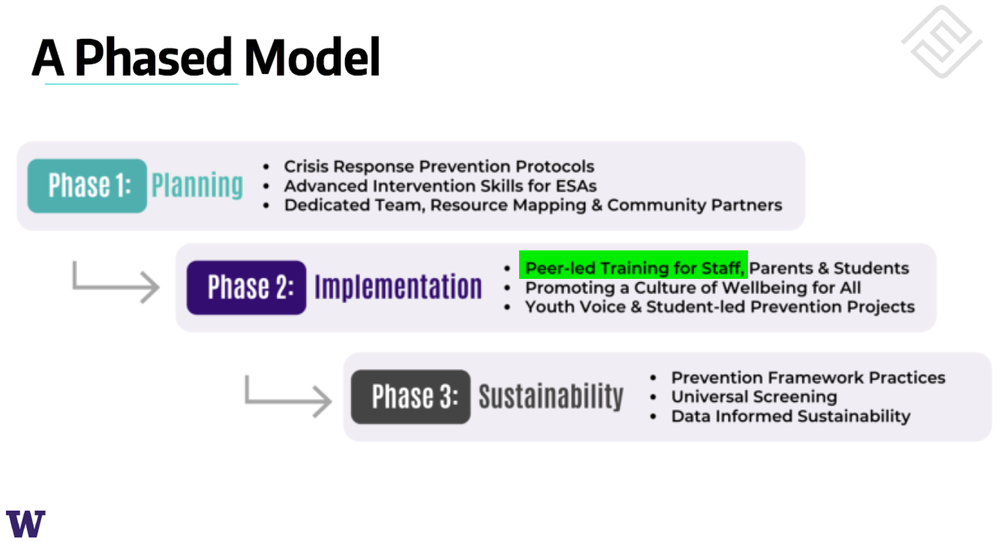 A Phased Model
Phase 1: Planning
• Crisis Response Prevention Protocols
• Advanced Intervention Skills for ESAs
• Dedicated Team, Resource Mapping & Community Partners
Phase 2: Implementation
• Peer-led Training for Staff, Parents & Students
• Promoting a Culture of Wellbeing for All
• Youth Voice & Student-led Prevention Projects
Phase 3: Sustainability
• Prevention Framework Practices
• Universal Screening
• Data Informed Sustainability
W